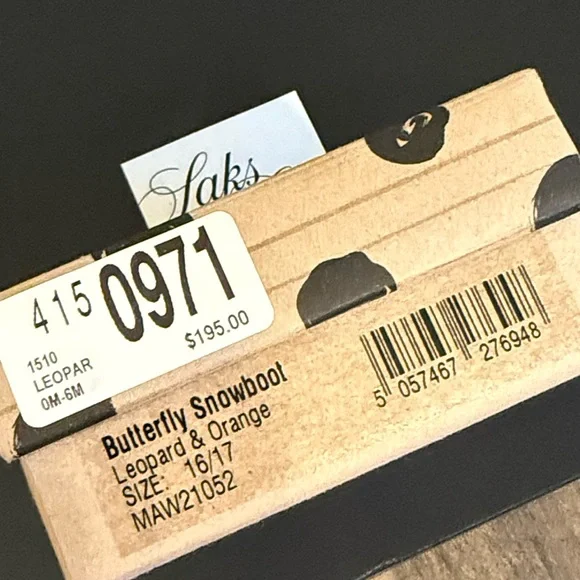 Saks
415 0971
1510
LEOPAR
0M-6M
$195.00
Butterfly Snowboot
Leopard & Orange
SIZE: 16/17
MAW21052
5 057467 276948